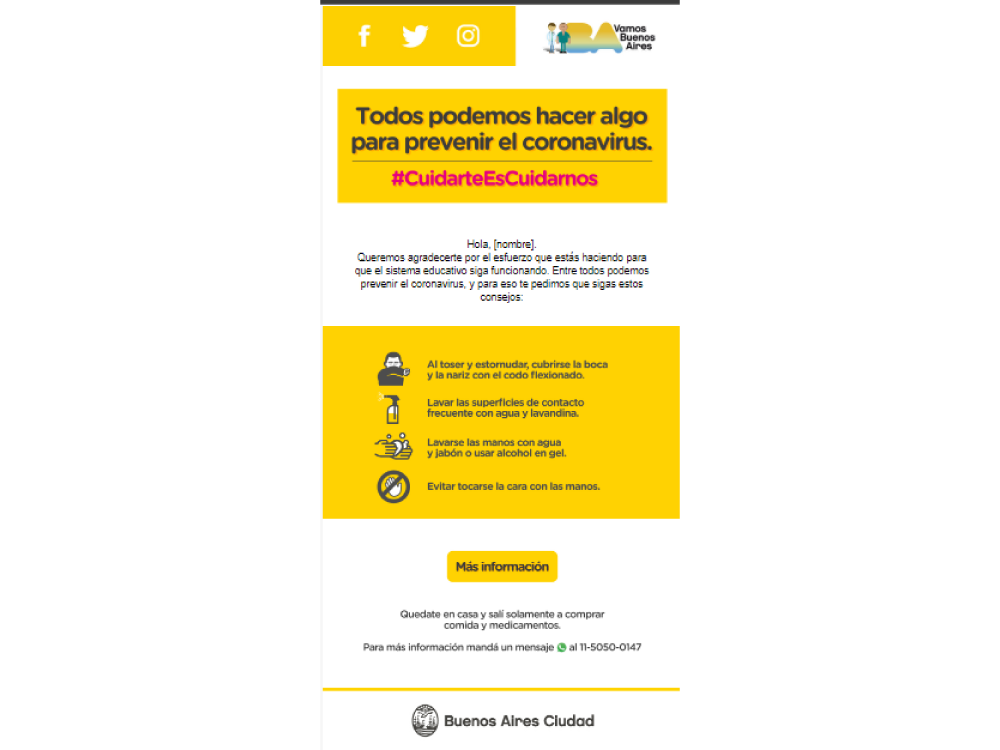 BA
Vamos
Buenos
Aires
Todos podemos hacer algo
para prevenir el coronavirus.
#CuidarteEsCuidarnos
Hola, [nombre].
Queremos agradecerte por el esfuerzo que estás haciendo para
que el sistema educativo siga funcionando. Entre todos podemos
prevenir el coronavirus, y para eso te pedimos que sigas estos
consejos:
Al toser y estornudar, cubrirse la boca
y la nariz con el codo flexionado.
Lavar las superficies de contacto
frecuente con agua y lavandina.
Lavarse las manos con agua
y jabón o usar alcohol en gel.
Evitar tocarse la cara con las manos.
Más información
Quedate en casa y salí solamente a comprar
comida y medicamentos.
Para más información mandá un mensaje al 11-5050-0147
Buenos Aires Ciudad